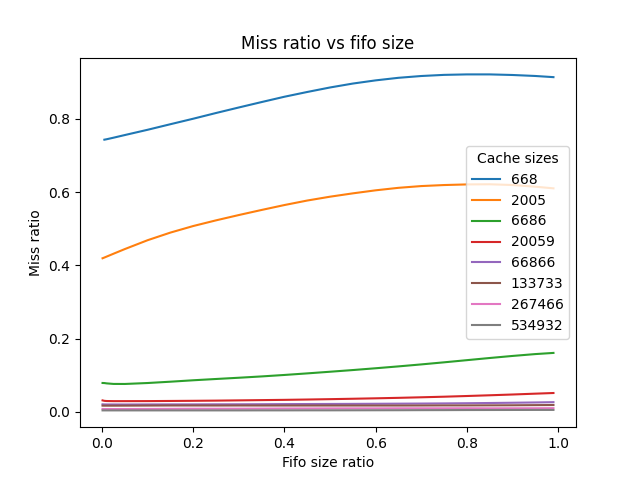 Miss ratio vs fifo size
Miss ratio
0.8
0.6
0.4
0.2
0.0
Cache sizes
668
2005
6686
20059
66866
133733
267466
534932
0.0 0.2 0.4 0.6 0.8 1.0
Fifo size ratio